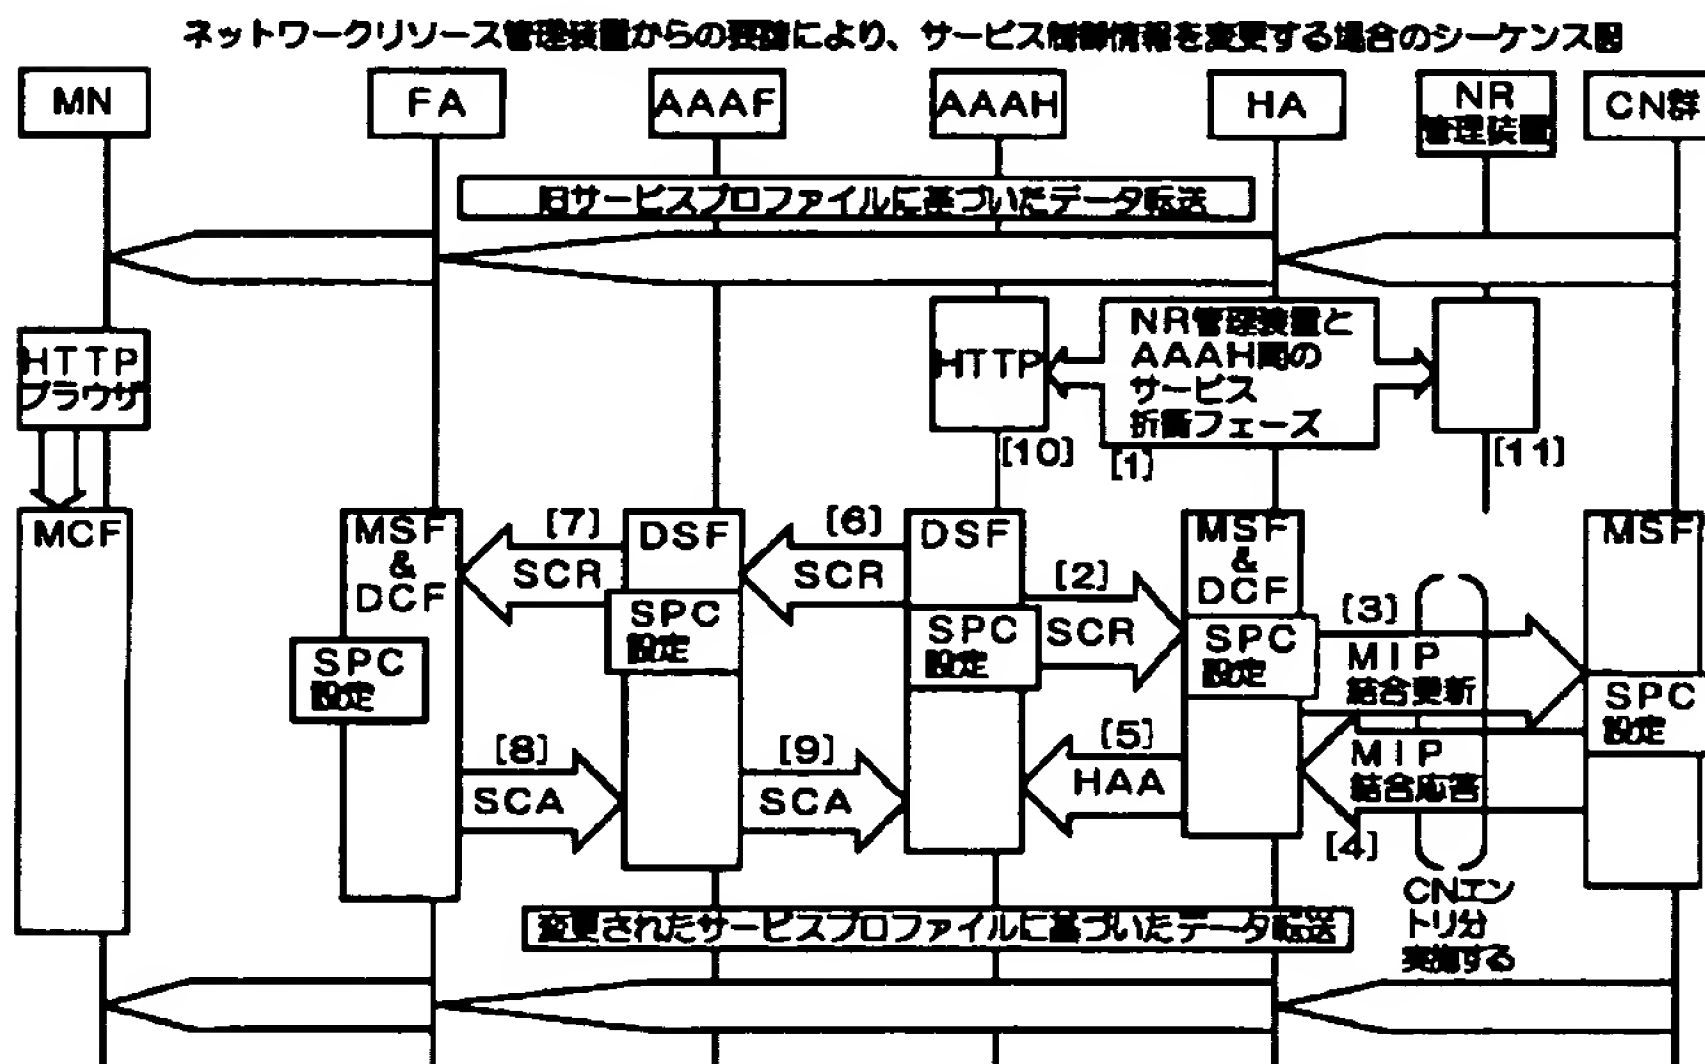 ネットワークリソース管理装置からの要請により、サービス制御情報を変更する場合のシーケンス図
MN
FA
AAAF
AAAH
HA
NR
管理装置
CN群
旧サービスプロファイルに基づいたデータ転送
HTTP
ブラウザ
HTTP
[10]
NR管理装置と
AAAH間の
サービス
折衝フェーズ
[1]
[11]
MCF
MSF
&
DCF
[7]
SCR
DSF
[6]
SCR
DSF
[2]
SCR
MSF
&
DCF
[3]
MIP
結合更新
MSF
SPC
設定
SPC
設定
SPC
設定
SPC
設定
SPC
設定
[8]
SCA
[9]
SCA
[5]
HAA
MIP
結合応答
[4]
CNエン
トリ分
実施する
変更されたサービスプロファイルに基づいたデータ転送